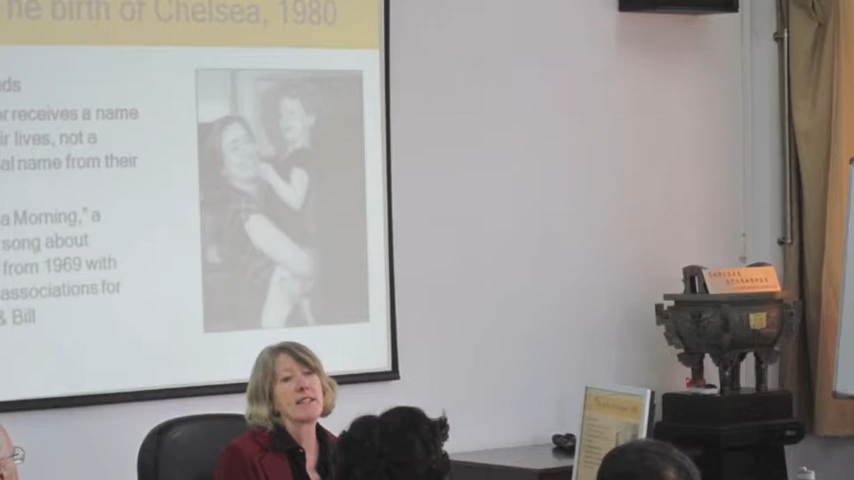 he birth of Chelsea, 1980
ds
r receives a name
ir lives, not a
al name from their
a Morning," a
song about
from 1969 with
associations for
& Bill